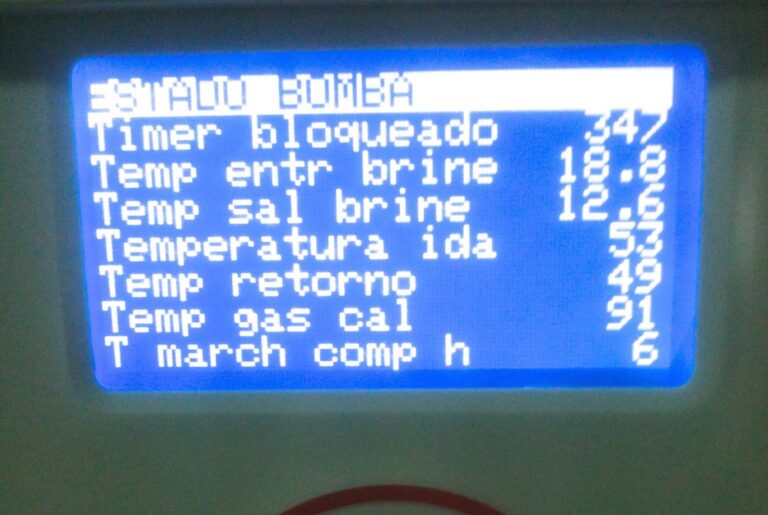 ESTADO BOMBA
Timer bloqueado 347
Temp entr brine 18.8
Temp sal brine 12.6
Temperatura ida 53
Temp retorno 49
Temp gas cal 91
T march comp h 6